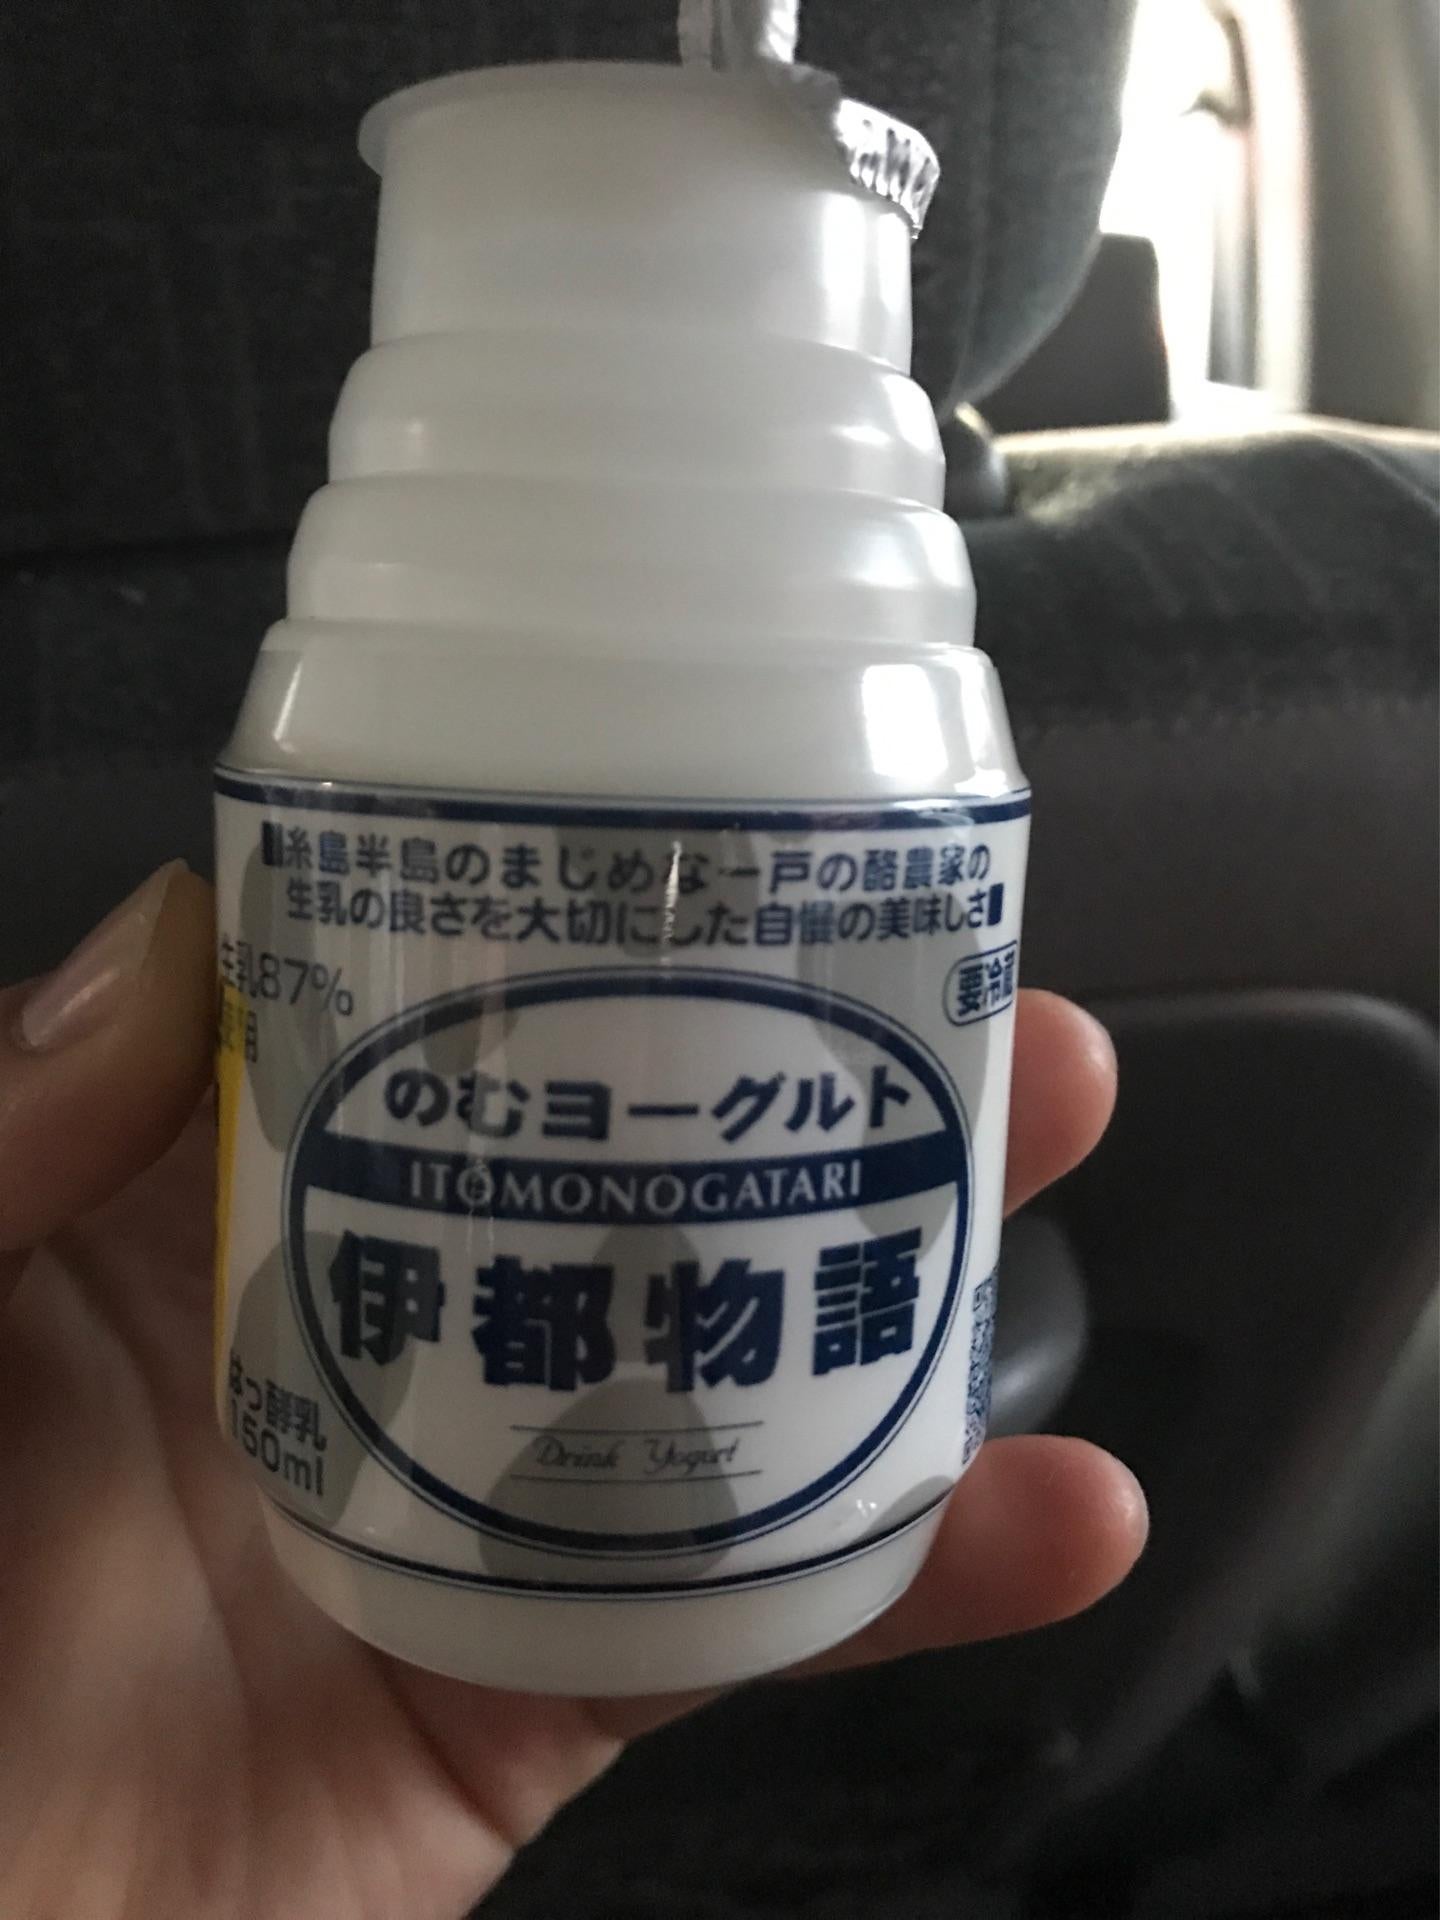 糸島半島のまじめな一戸の酪農家の
生乳の良さを大切にした自慢の美味しさ
生乳87%
使用
要冷蔵
のむヨーグルト
ITOMONOGATARI
伊都物語
Drink Yogurt
はっ酵乳
150ml